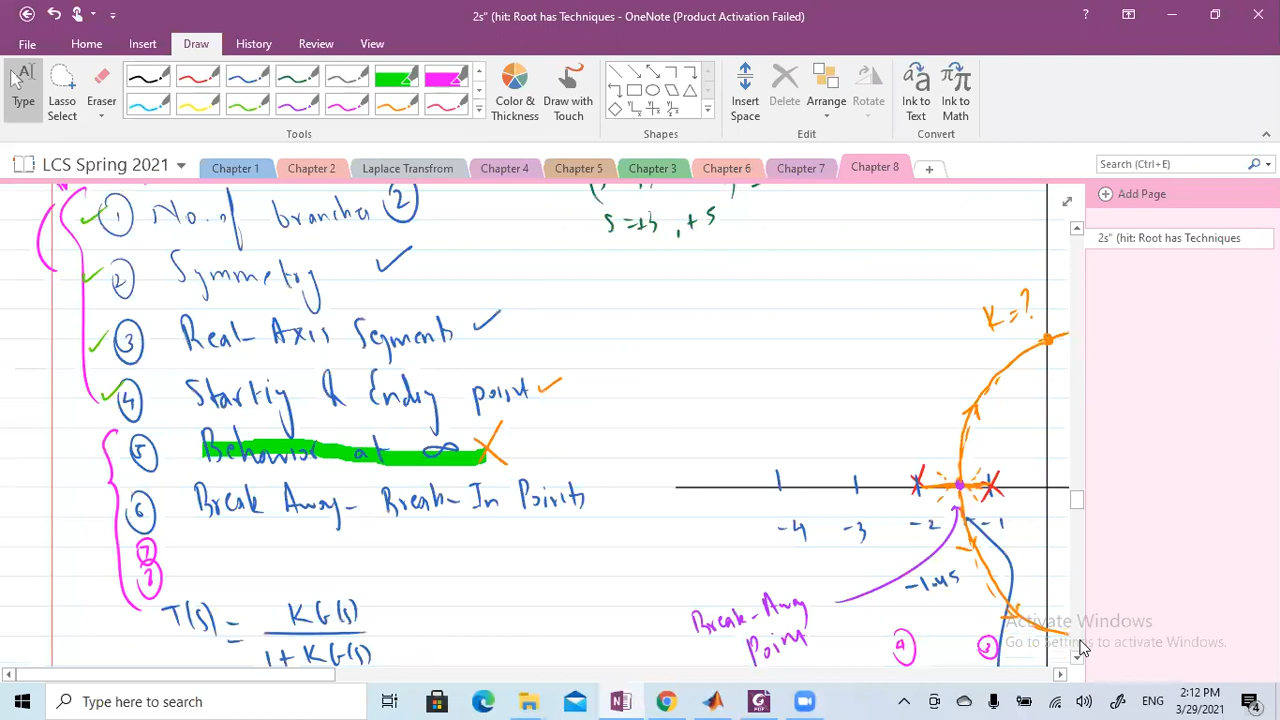 2s" (hit: Root has Techniques - OneNote (Product Activation Failed)
File Home Insert Draw History Review View
Type
Lasso Select
Eraser
Color & Thickness
Draw with Touch
Insert Space
Delete
Arrange
Rotate
Ink to Text
Ink to Math
Tools
Shapes
Edit
Convert
LCS Spring 2021
Chapter 1
Chapter 2
Laplace Transfrom
Chapter 4
Chapter 5
Chapter 3
Chapter 6
Chapter 7
Chapter 8
Search (Ctrl+E)
Add Page
2s" (hit: Root has Techniques
1 No. of branches 2
s = +3 , + 5
2 Symmetry
3 Real-Axis Segments
K = ?
4 Starting & Ending point
5 Behavior at ∞
6 Break Away - Break-In Points
-4 -3 -2 -1
7
8
-1.45
T(s) = KG(s)
1 + KG(s)
Break-Away Point
Activate Windows
Go to Settings to activate Windows.
Type here to search
ENG
2:12 PM
3/29/2021
4